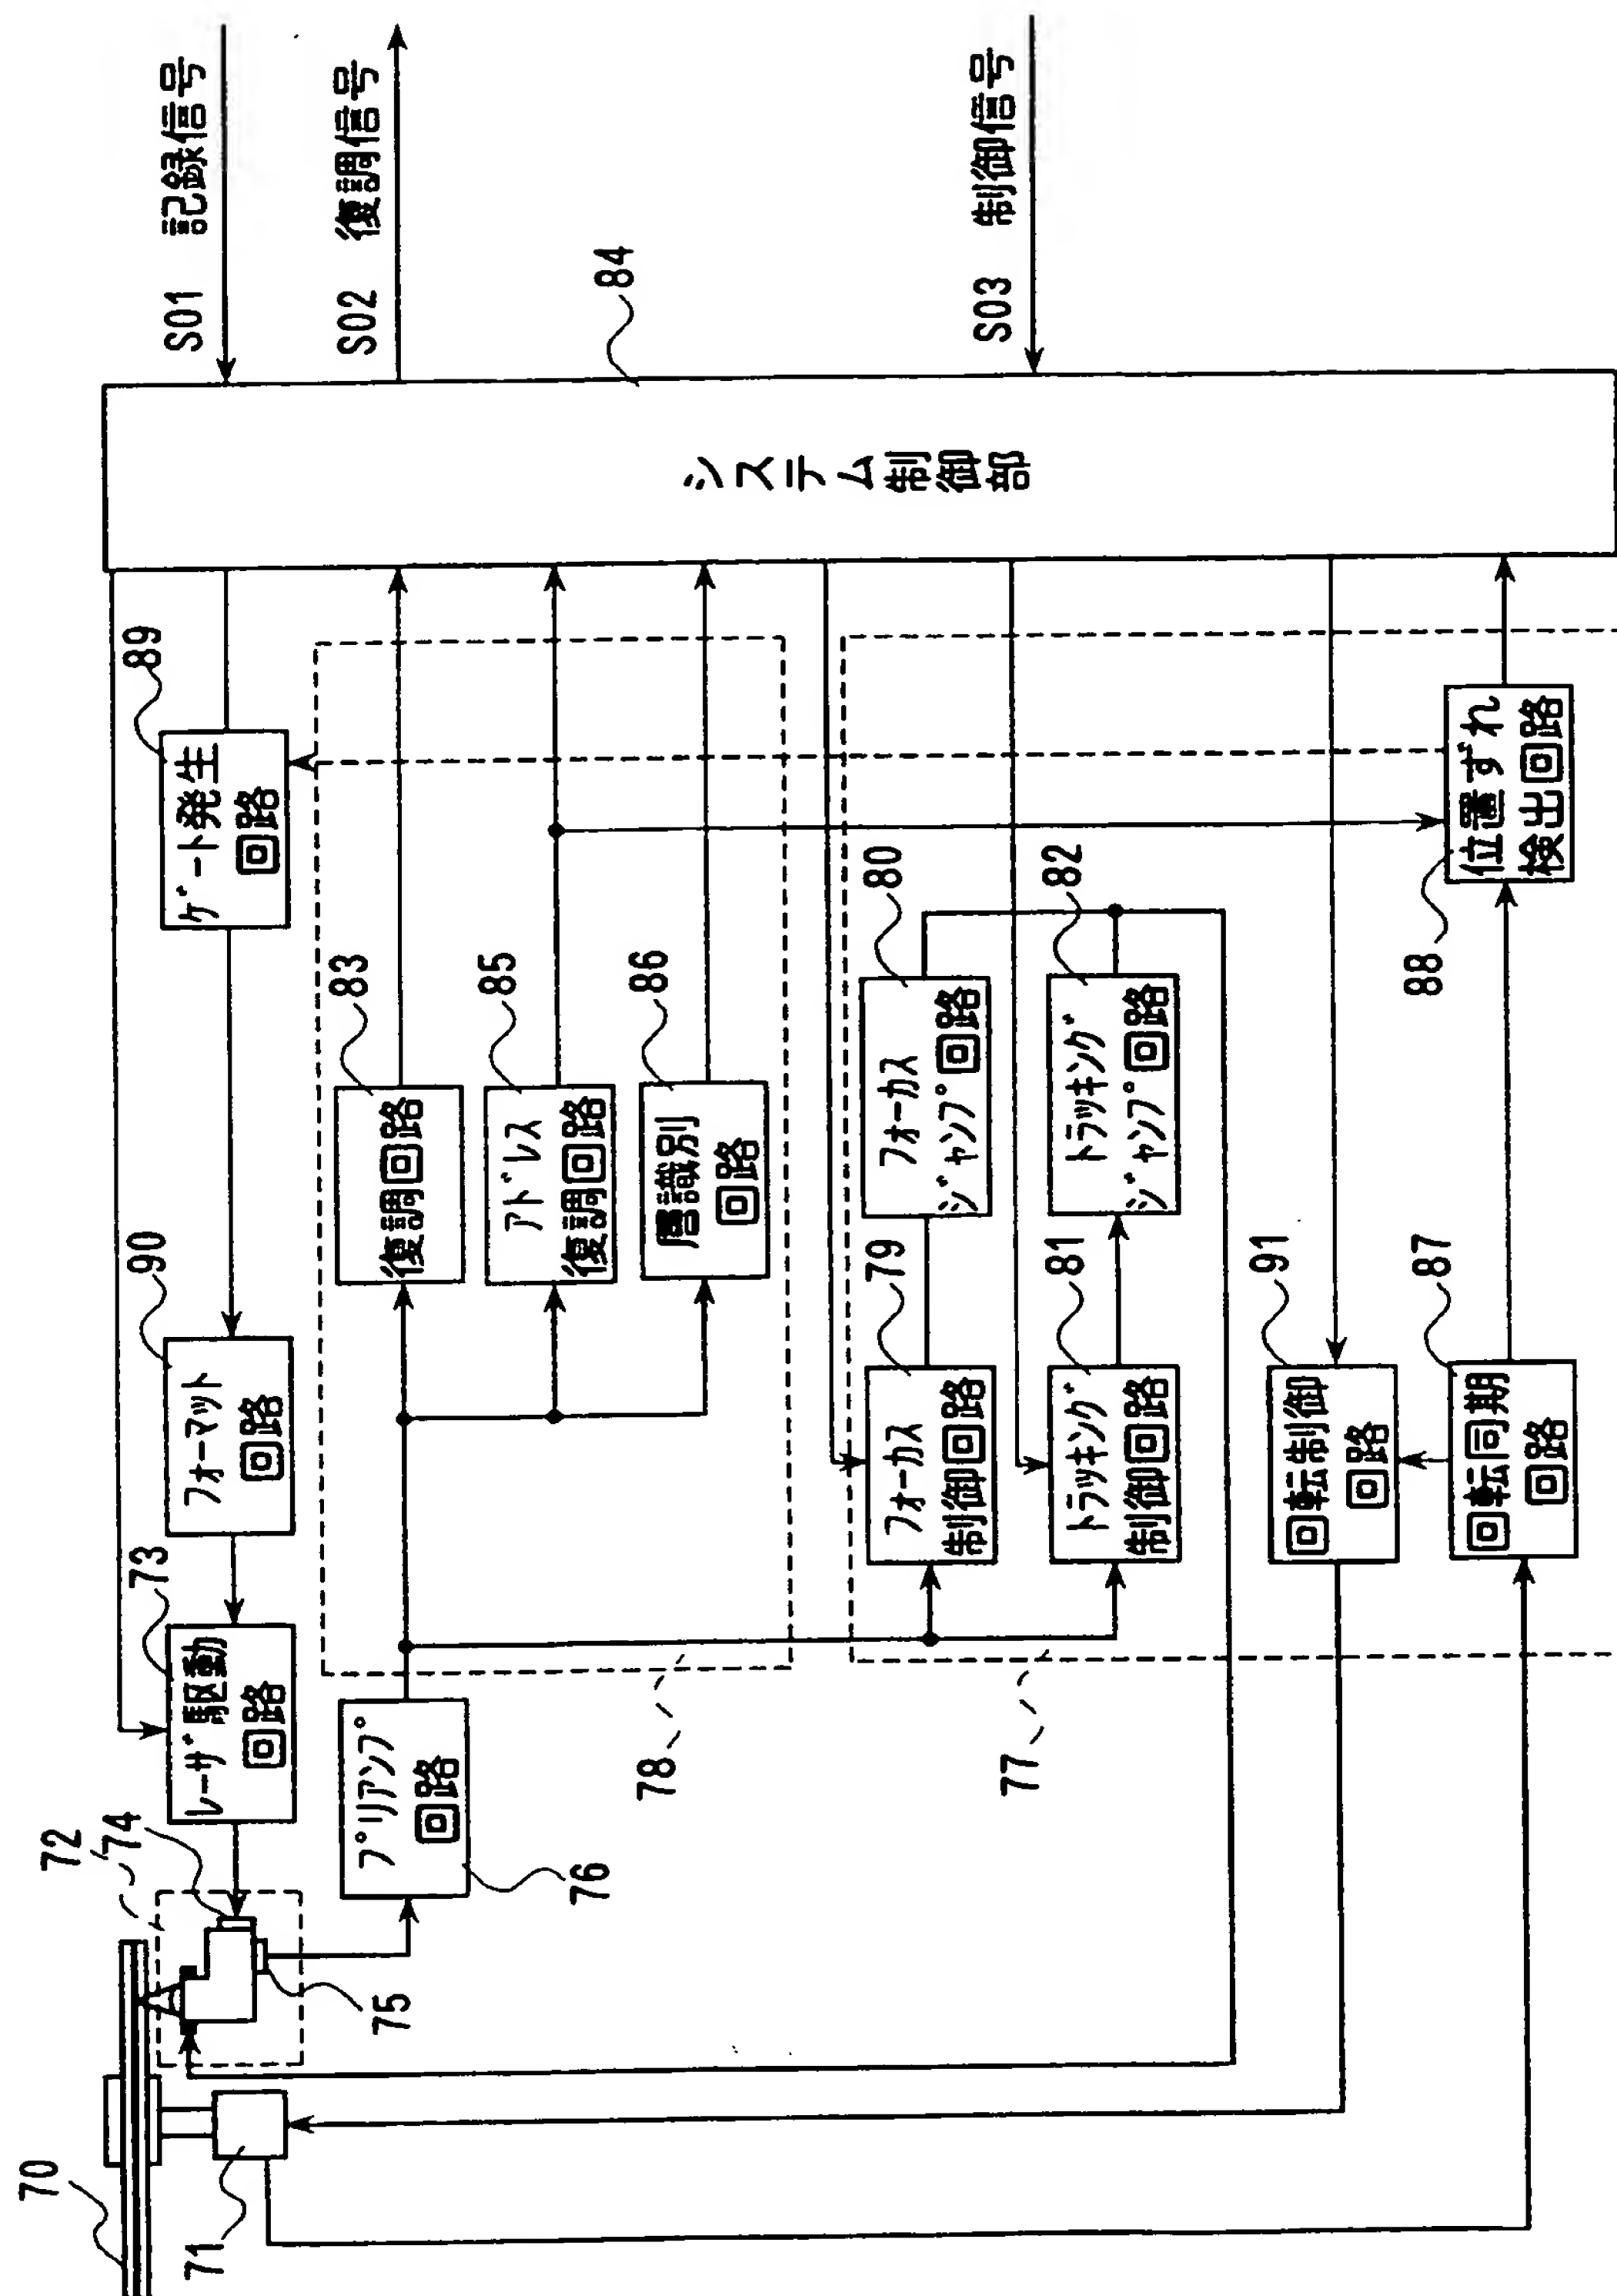 S01 記録信号
S02 復調信号
S03 制御信号
84
システム制御部
89
ゲート発生
回路
90
フォーマット
回路
73
レーザ駆動
回路
72
74
75
70
71
プリアンプ
回路
76
83
復調回路
85
アドレス
復調回路
86
層識別
回路
78
80
フォーカス
ジャンプ回路
82
トラッキング
ジャンプ回路
79
フォーカス
制御回路
81
トラッキング
制御回路
77
88
位置ずれ
検出回路
91
回転制御
回路
87
回転同期
回路